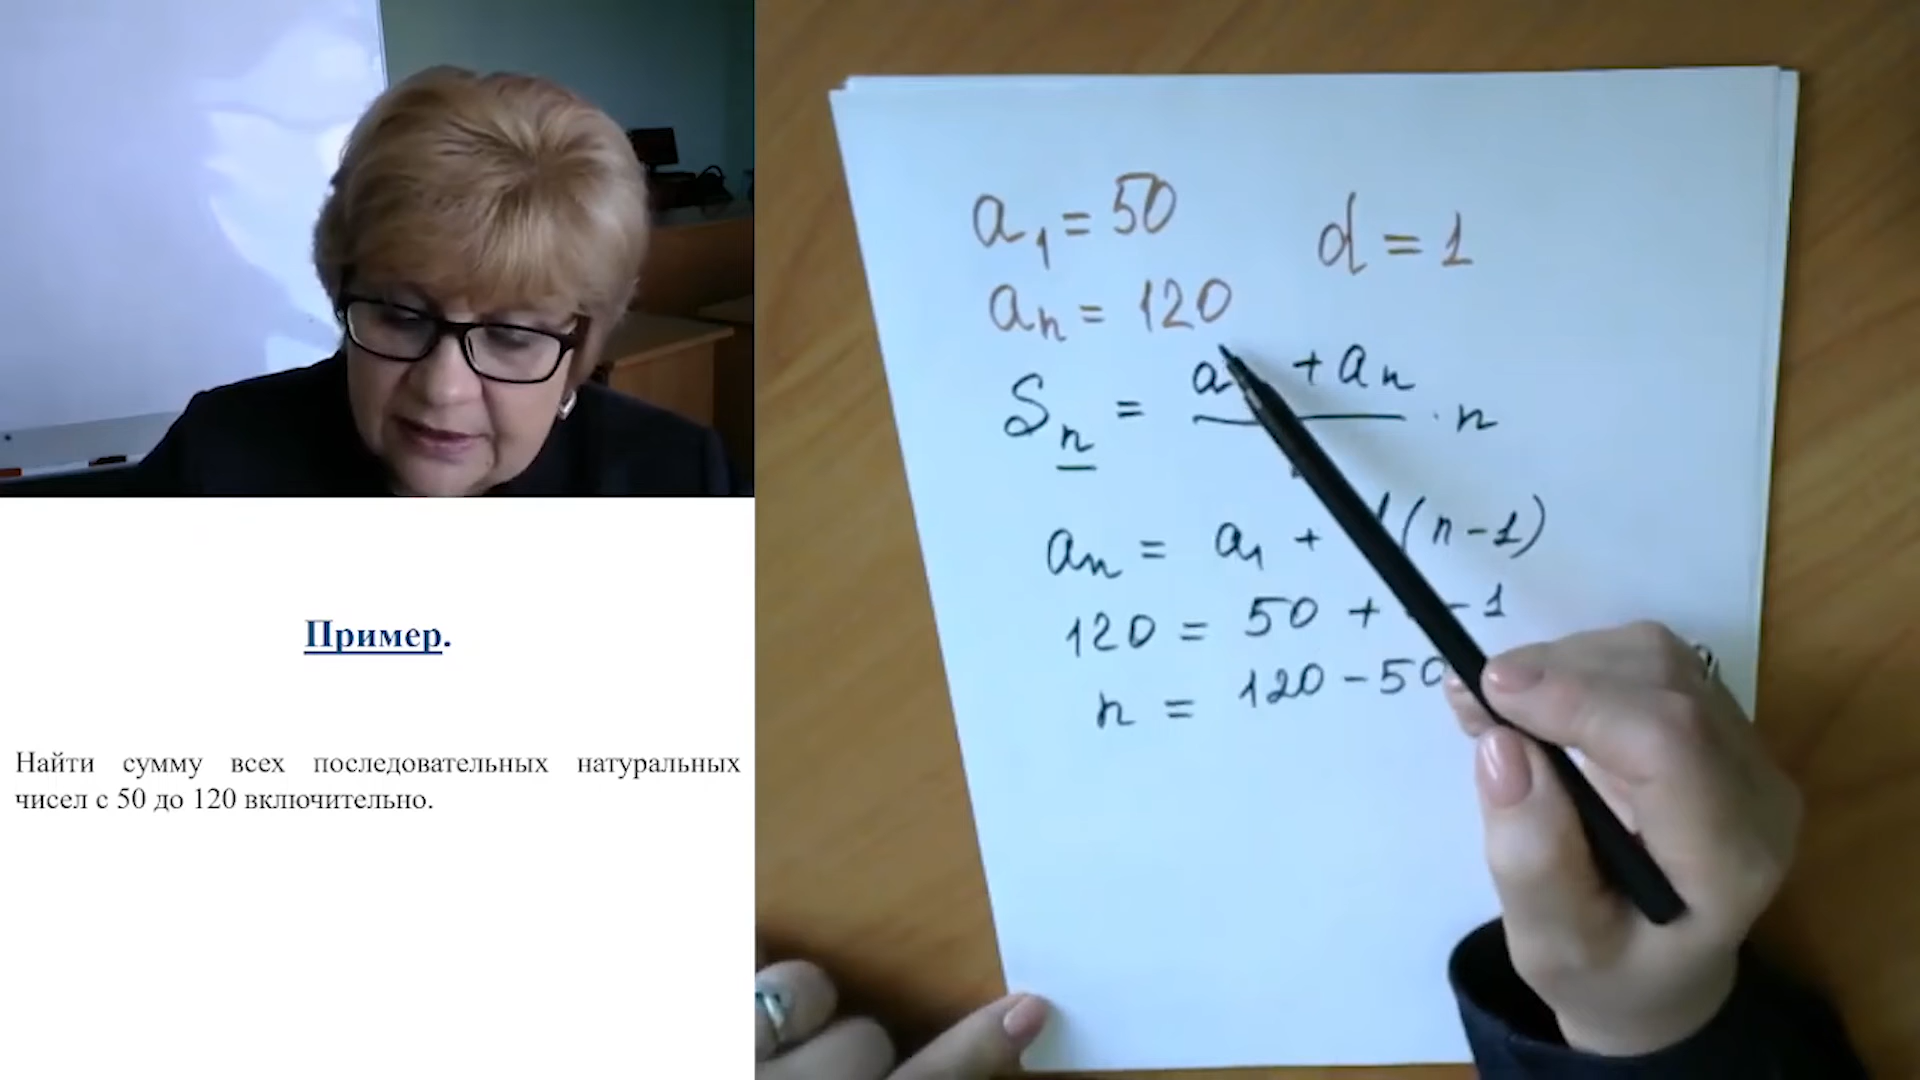 Пример.
Найти сумму всех последовательных натуральных
чисел с 50 до 120 включительно.
a₁ = 50
d = 1
aₙ = 120
Sₙ = a + aₙ · n
aₙ = a₁ + (n-1)
120 = 50 + - 1
n = 120 - 50